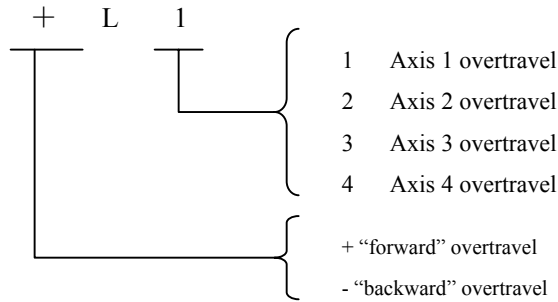 + L 1
1 Axis 1 overtravel
2 Axis 2 overtravel
3 Axis 3 overtravel
4 Axis 4 overtravel
+ “forward” overtravel
- “backward” overtravel